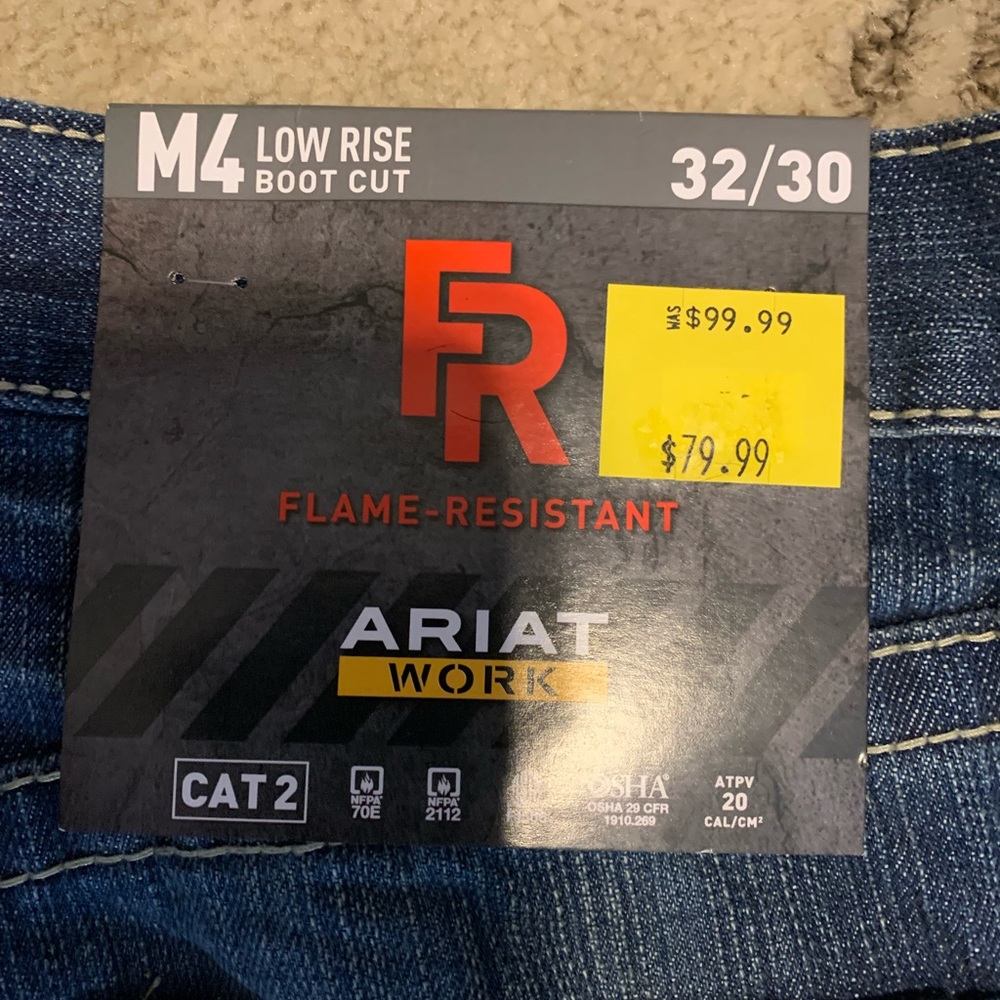 M4 LOW RISE
BOOT CUT
32/30
FR
WAS $99.99
$79.99
FLAME-RESISTANT
ARIAT
WORK
CAT 2
NFPA®
70E
NFPA®
2112
OSHA®
OSHA 29 CFR
1910.269
ATPV
20
CAL/CM²